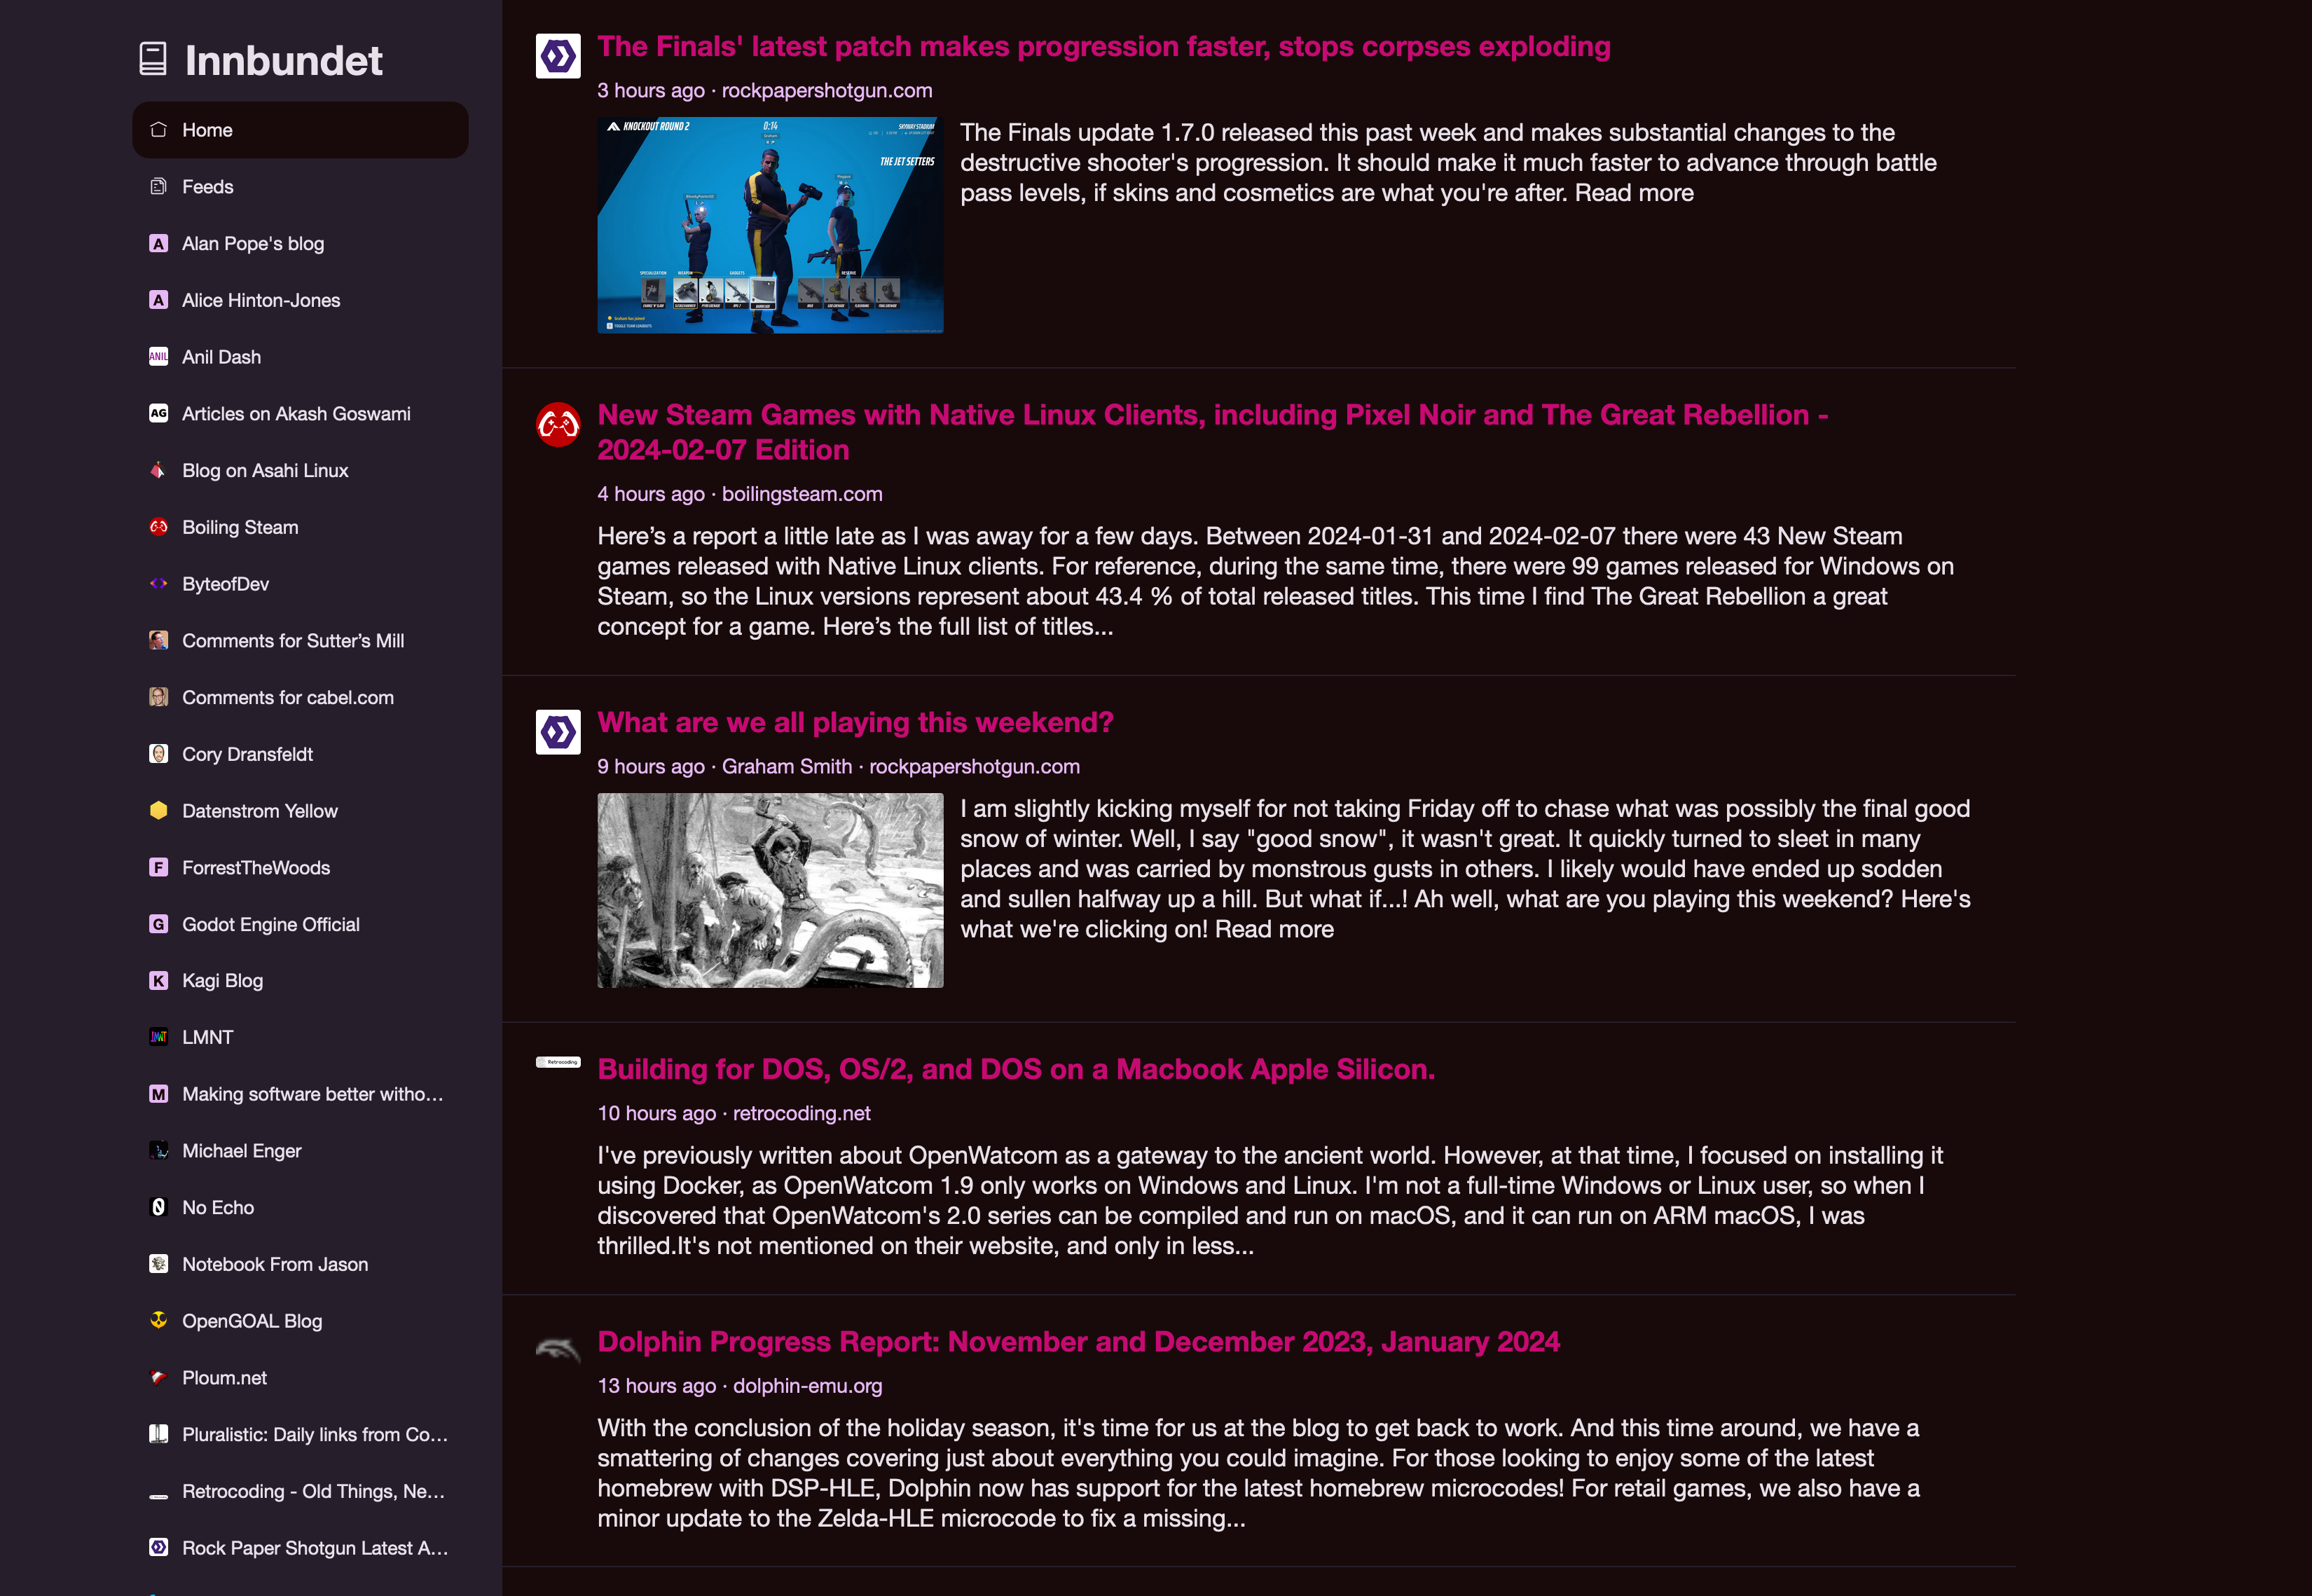 Innbundet
Home
Feeds
Alan Pope's blog
Alice Hinton-Jones
ANIL
Anil Dash
AG
Articles on Akash Goswami
Blog on Asahi Linux
Boiling Steam
ByteofDev
Comments for Sutter’s Mill
Comments for cabel.com
Cory Dransfeldt
Datenstrom Yellow
ForrestTheWoods
Godot Engine Official
Kagi Blog
LMNT
Making software better witho…
Michael Enger
No Echo
Notebook From Jason
OpenGOAL Blog
Ploum.net
Pluralistic: Daily links from Co…
Retrocoding - Old Things, Ne…
Rock Paper Shotgun Latest A…
The Finals' latest patch makes progression faster, stops corpses exploding
3 hours ago · rockpapershotgun.com
KNOCKOUT ROUND 2
0:14
SKYWAY STADIUM
THE JET SETTERS
SPECIALIZATION
WEAPON
GADGETS
RESERVE
The Finals update 1.7.0 released this past week and makes substantial changes to the
destructive shooter's progression. It should make it much faster to advance through battle
pass levels, if skins and cosmetics are what you're after. Read more
New Steam Games with Native Linux Clients, including Pixel Noir and The Great Rebellion -
2024-02-07 Edition
4 hours ago · boilingsteam.com
Here’s a report a little late as I was away for a few days. Between 2024-01-31 and 2024-02-07 there were 43 New Steam
games released with Native Linux clients. For reference, during the same time, there were 99 games released for Windows on
Steam, so the Linux versions represent about 43.4 % of total released titles. This time I find The Great Rebellion a great
concept for a game. Here’s the full list of titles...
What are we all playing this weekend?
9 hours ago · Graham Smith · rockpapershotgun.com
I am slightly kicking myself for not taking Friday off to chase what was possibly the final good
snow of winter. Well, I say "good snow", it wasn't great. It quickly turned to sleet in many
places and was carried by monstrous gusts in others. I likely would have ended up sodden
and sullen halfway up a hill. But what if...! Ah well, what are you playing this weekend? Here's
what we're clicking on! Read more
Retrocoding
Building for DOS, OS/2, and DOS on a Macbook Apple Silicon.
10 hours ago · retrocoding.net
I've previously written about OpenWatcom as a gateway to the ancient world. However, at that time, I focused on installing it
using Docker, as OpenWatcom 1.9 only works on Windows and Linux. I'm not a full-time Windows or Linux user, so when I
discovered that OpenWatcom's 2.0 series can be compiled and run on macOS, and it can run on ARM macOS, I was
thrilled.It's not mentioned on their website, and only in less...
Dolphin Progress Report: November and December 2023, January 2024
13 hours ago · dolphin-emu.org
With the conclusion of the holiday season, it's time for us at the blog to get back to work. And this time around, we have a
smattering of changes covering just about everything you could imagine. For those looking to enjoy some of the latest
homebrew with DSP-HLE, Dolphin now has support for the latest homebrew microcodes! For retail games, we also have a
minor update to the Zelda-HLE microcode to fix a missing...